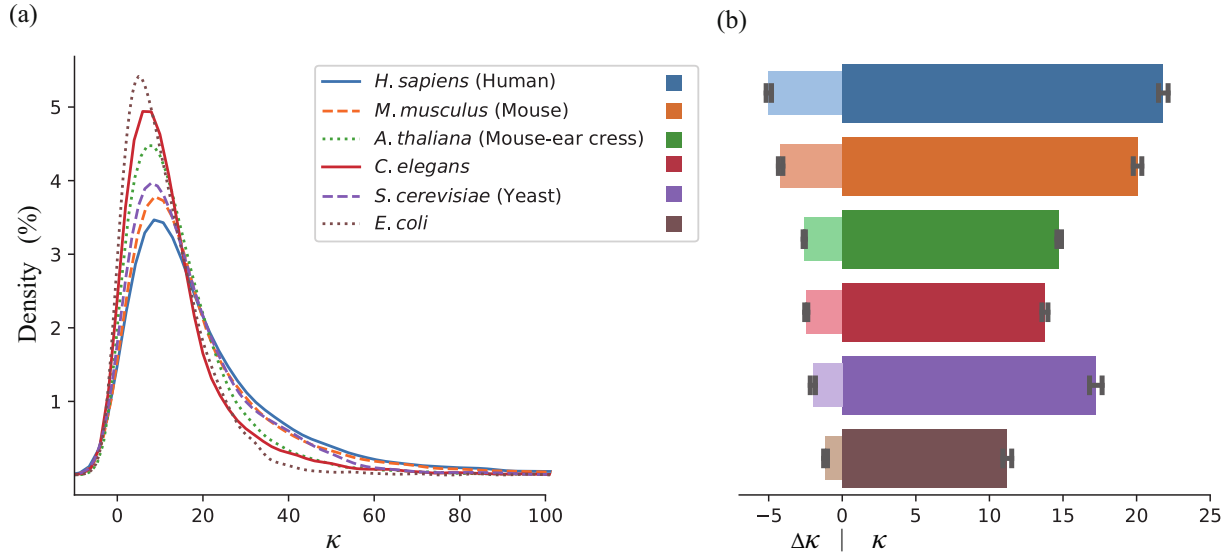 (a)
(b)
H. sapiens (Human)
M. musculus (Mouse)
A. thaliana (Mouse-ear cress)
C. elegans
S. cerevisiae (Yeast)
E. coli
Density (%)
5
4
3
2
1
0 20 40 60 80 100
κ
−5 0 5 10 15 20 25
Δκ | κ